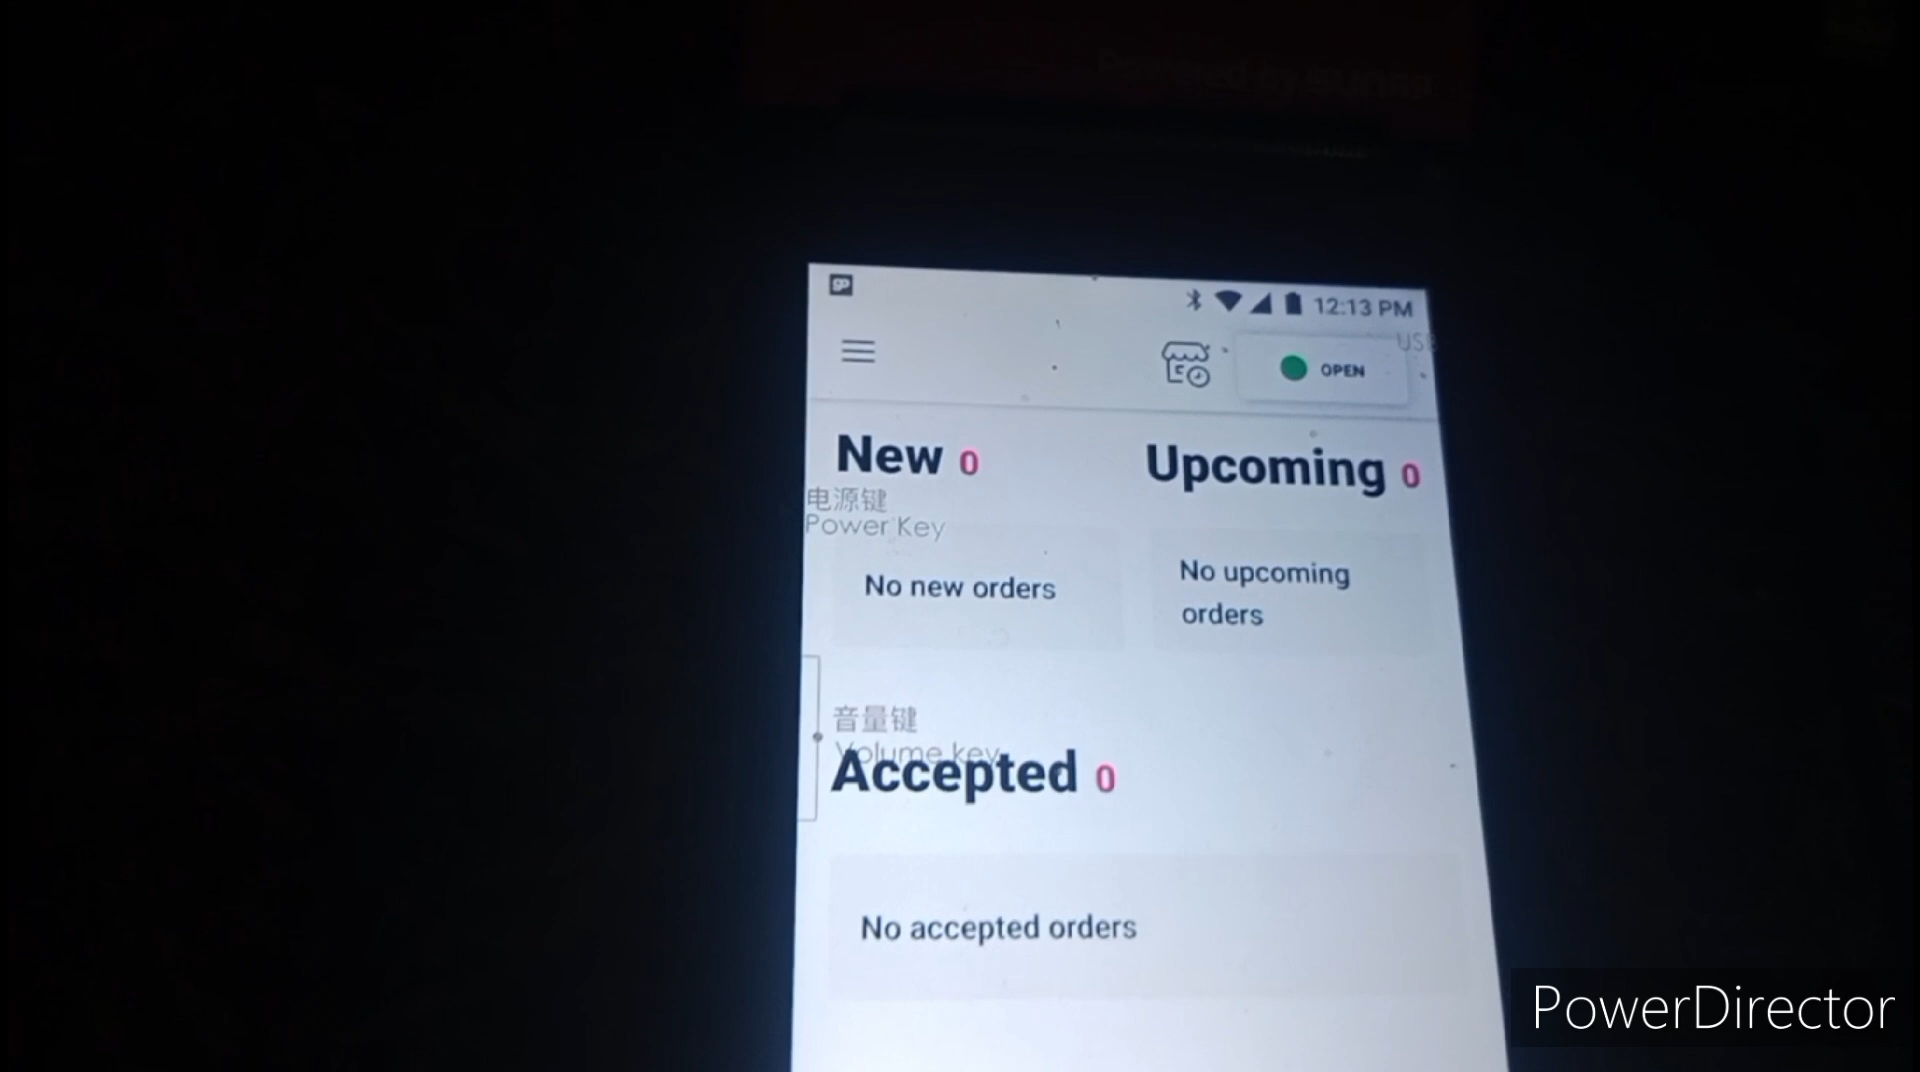 12:13 PM
USB
OPEN
New 0
Upcoming 0
电源键
Power Key
No new orders
No upcoming
orders
音量键
Volume key
Accepted 0
No accepted orders
PowerDirector